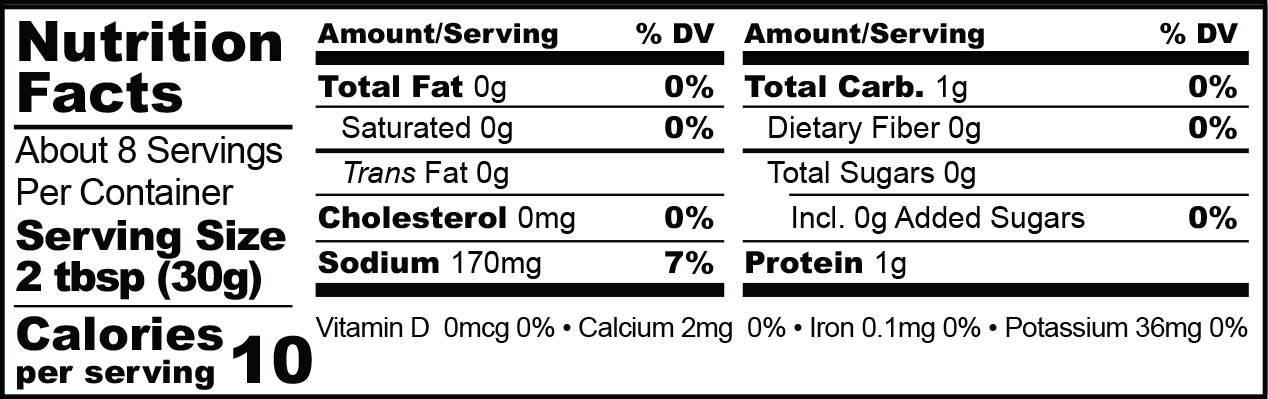 Nutrition
Facts
About 8 Servings
Per Container
Serving Size
2 tbsp (30g)
Calories
per serving 10
Amount/Serving % DV
Total Fat 0g 0%
Saturated 0g 0%
Trans Fat 0g
Cholesterol 0mg 0%
Sodium 170mg 7%
Amount/Serving % DV
Total Carb. 1g 0%
Dietary Fiber 0g 0%
Total Sugars 0g
Incl. 0g Added Sugars 0%
Protein 1g
Vitamin D 0mcg 0% • Calcium 2mg 0% • Iron 0.1mg 0% • Potassium 36mg 0%